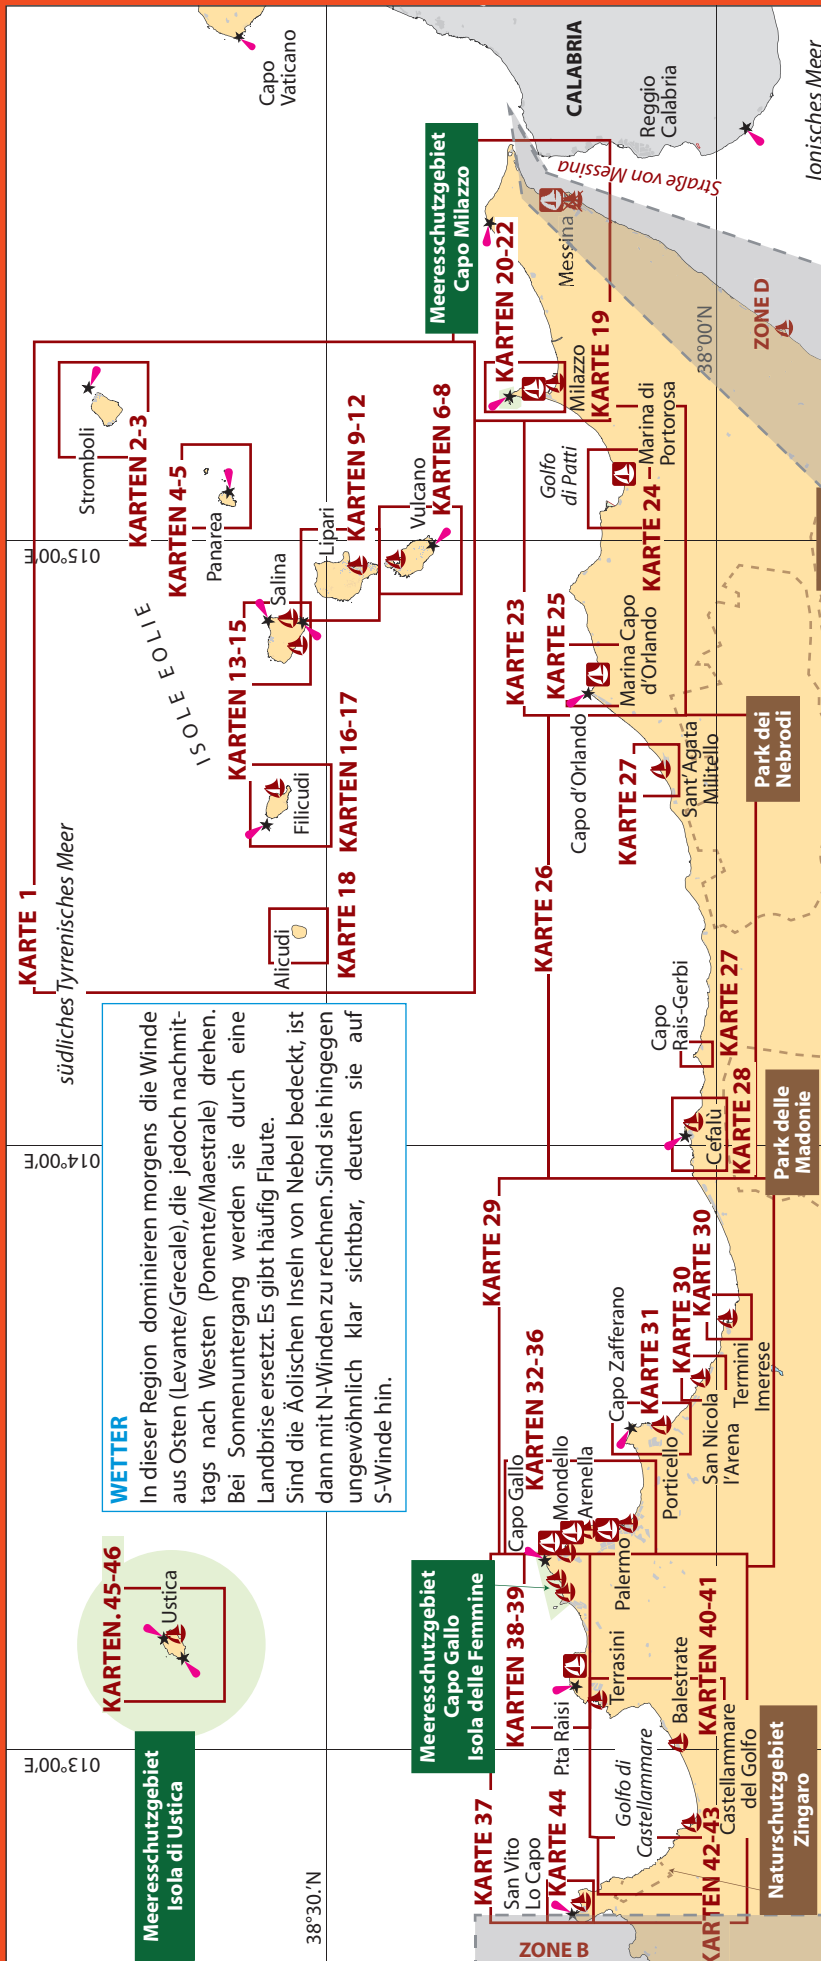 KARTE 1
südliches Tyrrenisches Meer
WETTER
In dieser Region dominieren morgens die Winde
aus Osten (Levante/Grecale), die jedoch nachmit-
tags nach Westen (Ponente/Maestrale) drehen.
Bei Sonnenuntergang werden sie durch eine
Landbrise ersetzt. Es gibt häufig Flaute.
Sind die Äolischen Inseln von Nebel bedeckt, ist
dann mit N-Winden zu rechnen. Sind sie hingegen
ungewöhnlich klar sichtbar, deuten sie auf
S-Winde hin.
Meeresschutzgebiet
Isola di Ustica
KARTEN. 45-46
Ustica
013°00'E
014°00'E
015°00'E
38°30.'N
38°00'N
ISOLE EOLIE
Alicudi
KARTE 18
Filicudi
KARTEN 16-17
KARTEN 13-15
Salina
Lipari
KARTEN 9-12
Vulcano
KARTEN 6-8
Panarea
KARTEN 4-5
Stromboli
KARTEN 2-3
Capo
Vaticano
CALABRIA
Reggio
Calabria
Ionisches Meer
Straße von Messina
Meeresschutzgebiet
Capo Milazzo
KARTEN 20-22
Messina
Milazzo
KARTE 19
ZONE D
Golfo
di Patti
Marina di
Portorosa
KARTE 24
KARTE 23
KARTE 25
Marina Capo
d'Orlando
Capo d'Orlando
KARTE 27
Sant'Agata
Militello
Park dei
Nebrodi
KARTE 26
Capo
Rais-Gerbi
KARTE 27
Cefalù
KARTE 28
Park delle
Madonie
KARTE 29
KARTE 30
KARTE 30
Termini
Imerese
San Nicola
l'Arena
KARTE 31
Capo Zafferano
Porticello
KARTEN 32-36
Capo Gallo
Mondello
Arenella
Palermo
Meeresschutzgebiet
Capo Gallo
Isola delle Femmine
KARTEN 38-39
P.ta Raisi
Terrasini
Balestrate
KARTEN 40-41
Golfo di
Castellammare
Castellammare
del Golfo
KARTEN 42-43
Naturschutzgebiet
Zingaro
KARTE 37
San Vito
Lo Capo
KARTE 44
ZONE B